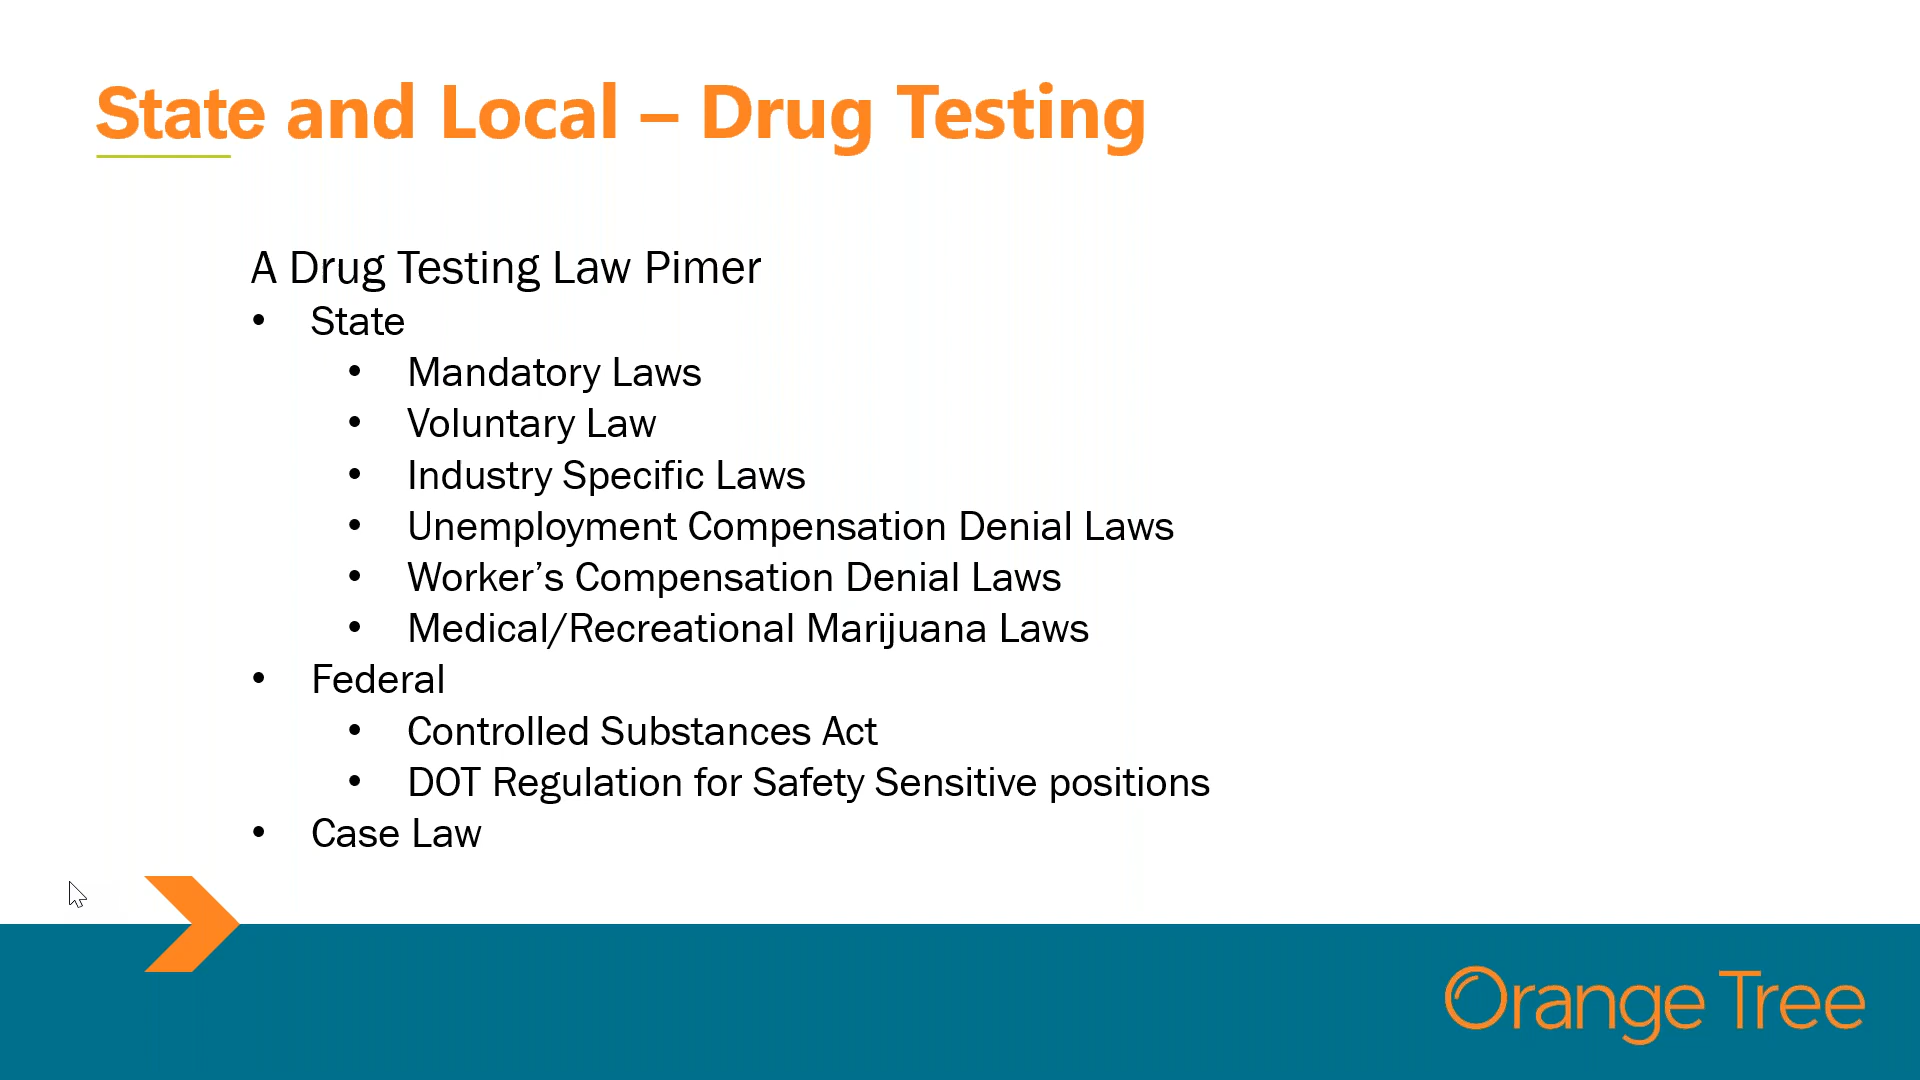 State and Local – Drug Testing
A Drug Testing Law Pimer
• State
• Mandatory Laws
• Voluntary Law
• Industry Specific Laws
• Unemployment Compensation Denial Laws
• Worker’s Compensation Denial Laws
• Medical/Recreational Marijuana Laws
• Federal
• Controlled Substances Act
• DOT Regulation for Safety Sensitive positions
• Case Law
Orange Tree